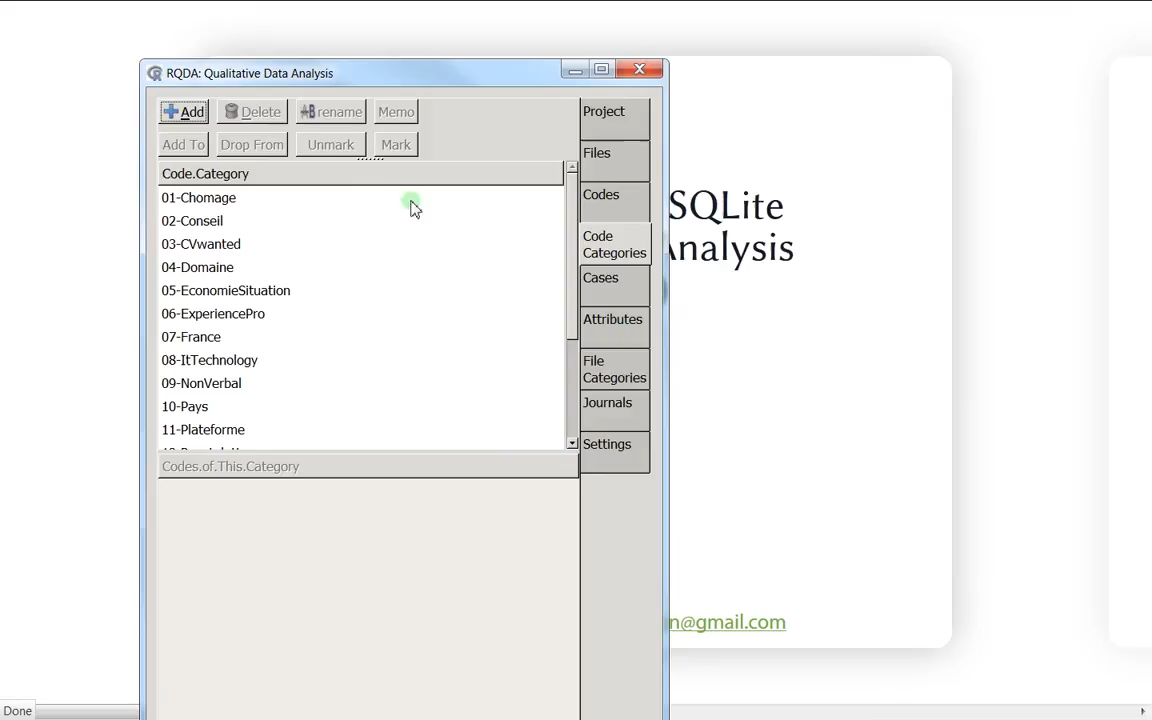 RQDA: Qualitative Data Analysis
Add Delete rename Memo
Add To Drop From Unmark Mark
Code.Category
01-Chomage
02-Conseil
03-CVwanted
04-Domaine
05-EconomieSituation
06-ExperiencePro
07-France
08-ItTechnology
09-NonVerbal
10-Pays
11-Plateforme
Codes.of.This.Category
Project
Files
Codes
Code
Categories
Cases
Attributes
File
Categories
Journals
Settings
SQLite
Analysis
n@gmail.com
Done